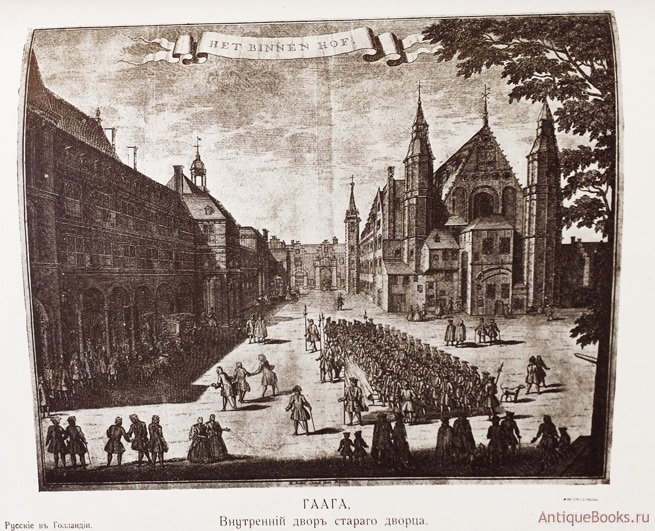 HET BINNEN HOF.
ГААГА,
Внутренній дворъ стараго дворца.
Русскіе въ Голландіи.
AntiqueBooks.ru